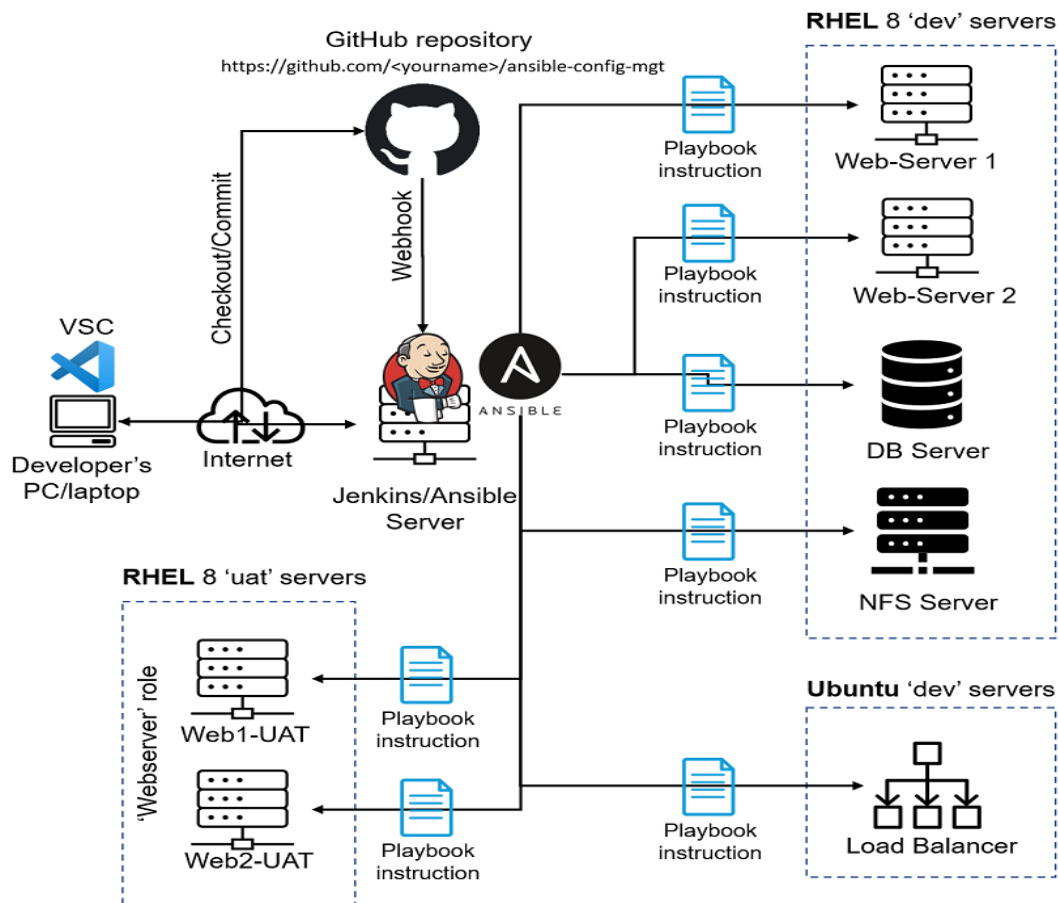 RHEL 8 ‘dev’ servers
GitHub repository
https://github.com/<yourname>/ansible-config-mgt
Playbook
instruction
Web-Server 1
Checkout/Commit
Webhook
Playbook
instruction
Web-Server 2
VSC
ANSIBLE
Playbook
instruction
DB Server
Internet
Developer’s
PC/laptop
Jenkins/Ansible
Server
Playbook
instruction
NFS Server
RHEL 8 ‘uat’ servers
‘Webserver’ role
Web1-UAT
Playbook
instruction
Web2-UAT
Playbook
instruction
Ubuntu ‘dev’ servers
Playbook
instruction
Load Balancer